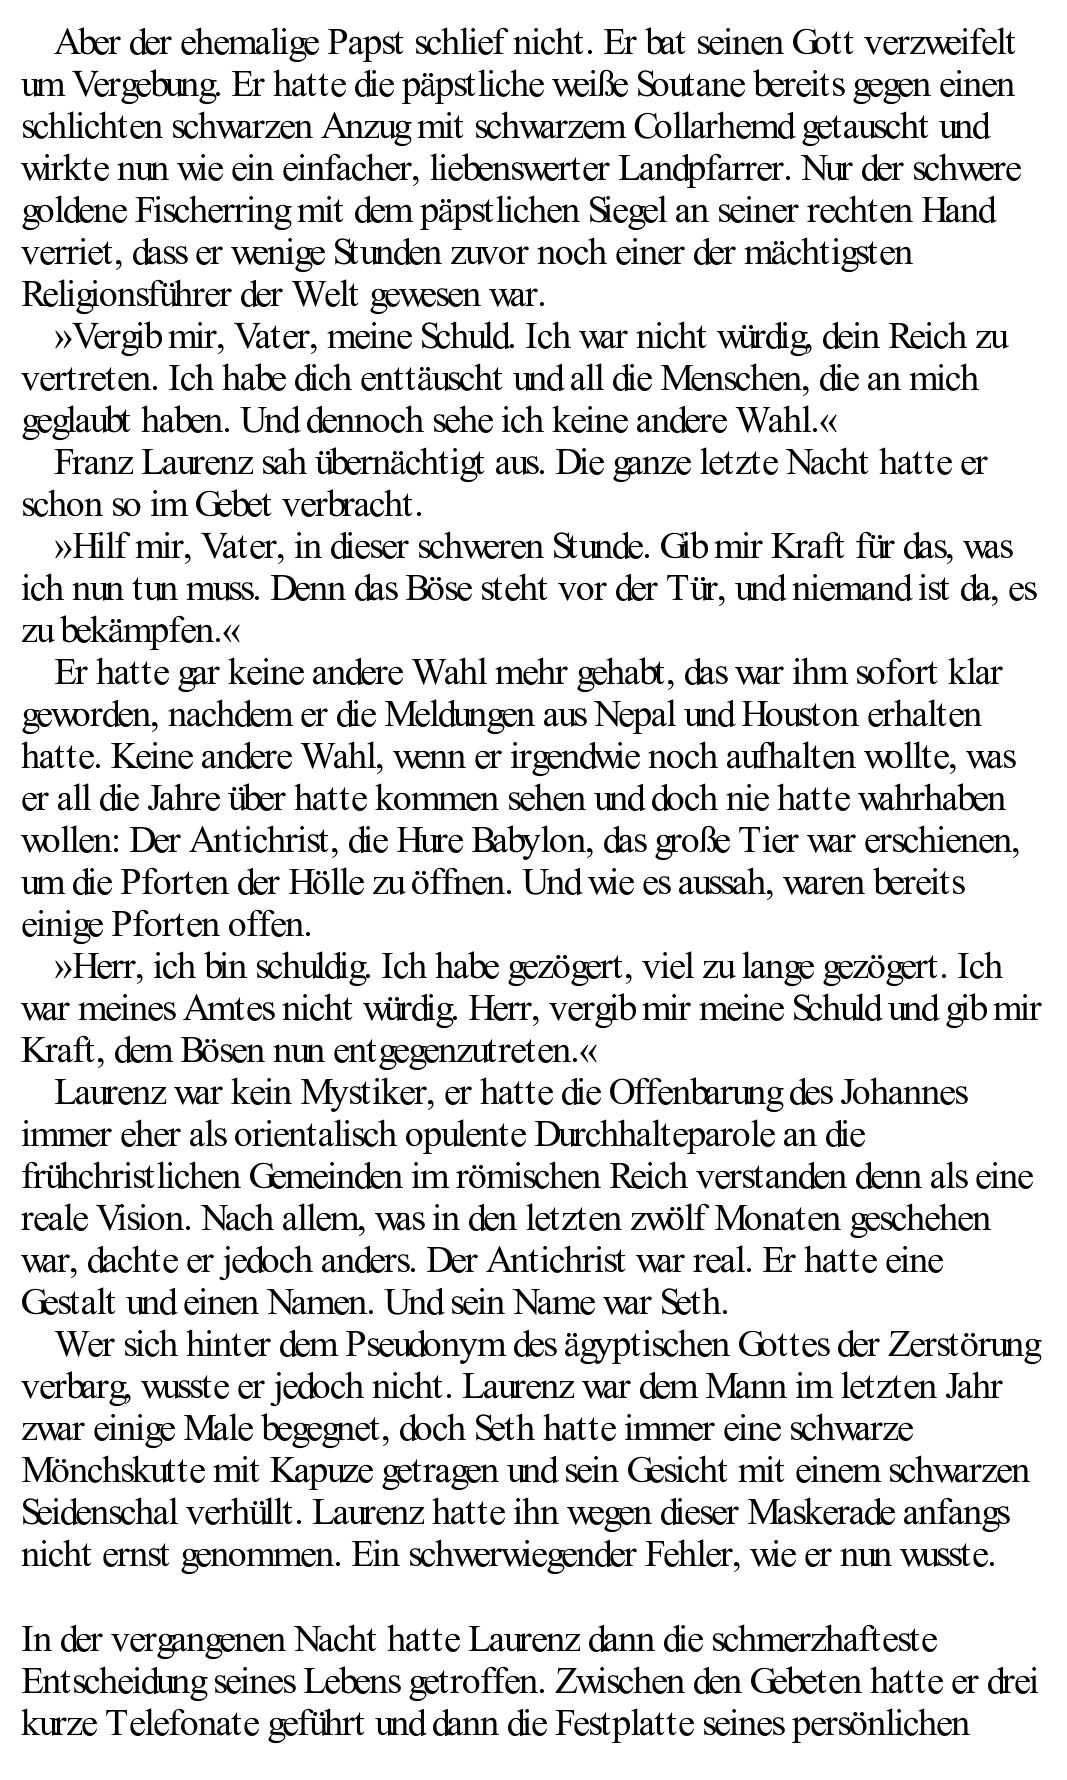 Aber der ehemalige Papst schlief nicht. Er bat seinen Gott verzweifelt
um Vergebung. Er hatte die päpstliche weiße Soutane bereits gegen einen
schlichten schwarzen Anzug mit schwarzem Collarhemd getauscht und
wirkte nun wie ein einfacher, liebenswerter Landpfarrer. Nur der schwere
goldene Fischerring mit dem päpstlichen Siegel an seiner rechten Hand
verriet, dass er wenige Stunden zuvor noch einer der mächtigsten
Religionsführer der Welt gewesen war.
»Vergib mir, Vater, meine Schuld. Ich war nicht würdig, dein Reich zu
vertreten. Ich habe dich enttäuscht und all die Menschen, die an mich
geglaubt haben. Und dennoch sehe ich keine andere Wahl.«
Franz Laurenz sah übernächtigt aus. Die ganze letzte Nacht hatte er
schon so im Gebet verbracht.
»Hilf mir, Vater, in dieser schweren Stunde. Gib mir Kraft für das, was
ich nun tun muss. Denn das Böse steht vor der Tür, und niemand ist da, es
zu bekämpfen.«
Er hatte gar keine andere Wahl mehr gehabt, das war ihm sofort klar
geworden, nachdem er die Meldungen aus Nepal und Houston erhalten
hatte. Keine andere Wahl, wenn er irgendwie noch aufhalten wollte, was
er all die Jahre über hatte kommen sehen und doch nie hatte wahrhaben
wollen: Der Antichrist, die Hure Babylon, das große Tier war erschienen,
um die Pforten der Hölle zu öffnen. Und wie es aussah, waren bereits
einige Pforten offen.
»Herr, ich bin schuldig. Ich habe gezögert, viel zu lange gezögert. Ich
war meines Amtes nicht würdig. Herr, vergib mir meine Schuld und gib mir
Kraft, dem Bösen nun entgegenzutreten.«
Laurenz war kein Mystiker, er hatte die Offenbarung des Johannes
immer eher als orientalisch opulente Durchhalteparole an die
frühchristlichen Gemeinden im römischen Reich verstanden denn als eine
reale Vision. Nach allem, was in den letzten zwölf Monaten geschehen
war, dachte er jedoch anders. Der Antichrist war real. Er hatte eine
Gestalt und einen Namen. Und sein Name war Seth.
Wer sich hinter dem Pseudonym des ägyptischen Gottes der Zerstörung
verbarg, wusste er jedoch nicht. Laurenz war dem Mann im letzten Jahr
zwar einige Male begegnet, doch Seth hatte immer eine schwarze
Mönchskutte mit Kapuze getragen und sein Gesicht mit einem schwarzen
Seidenschal verhüllt. Laurenz hatte ihn wegen dieser Maskerade anfangs
nicht ernst genommen. Ein schwerwiegender Fehler, wie er nun wusste.
In der vergangenen Nacht hatte Laurenz dann die schmerzhafteste
Entscheidung seines Lebens getroffen. Zwischen den Gebeten hatte er drei
kurze Telefonate geführt und dann die Festplatte seines persönlichen